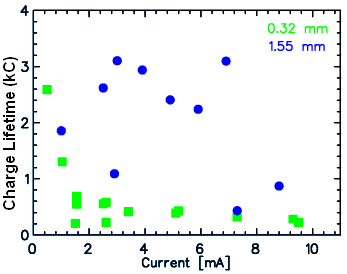 4
0.32 mm
1.55 mm
3
2
1
0
Charge Lifetime (kC)
0 2 4 6 8 10
Current [mA]